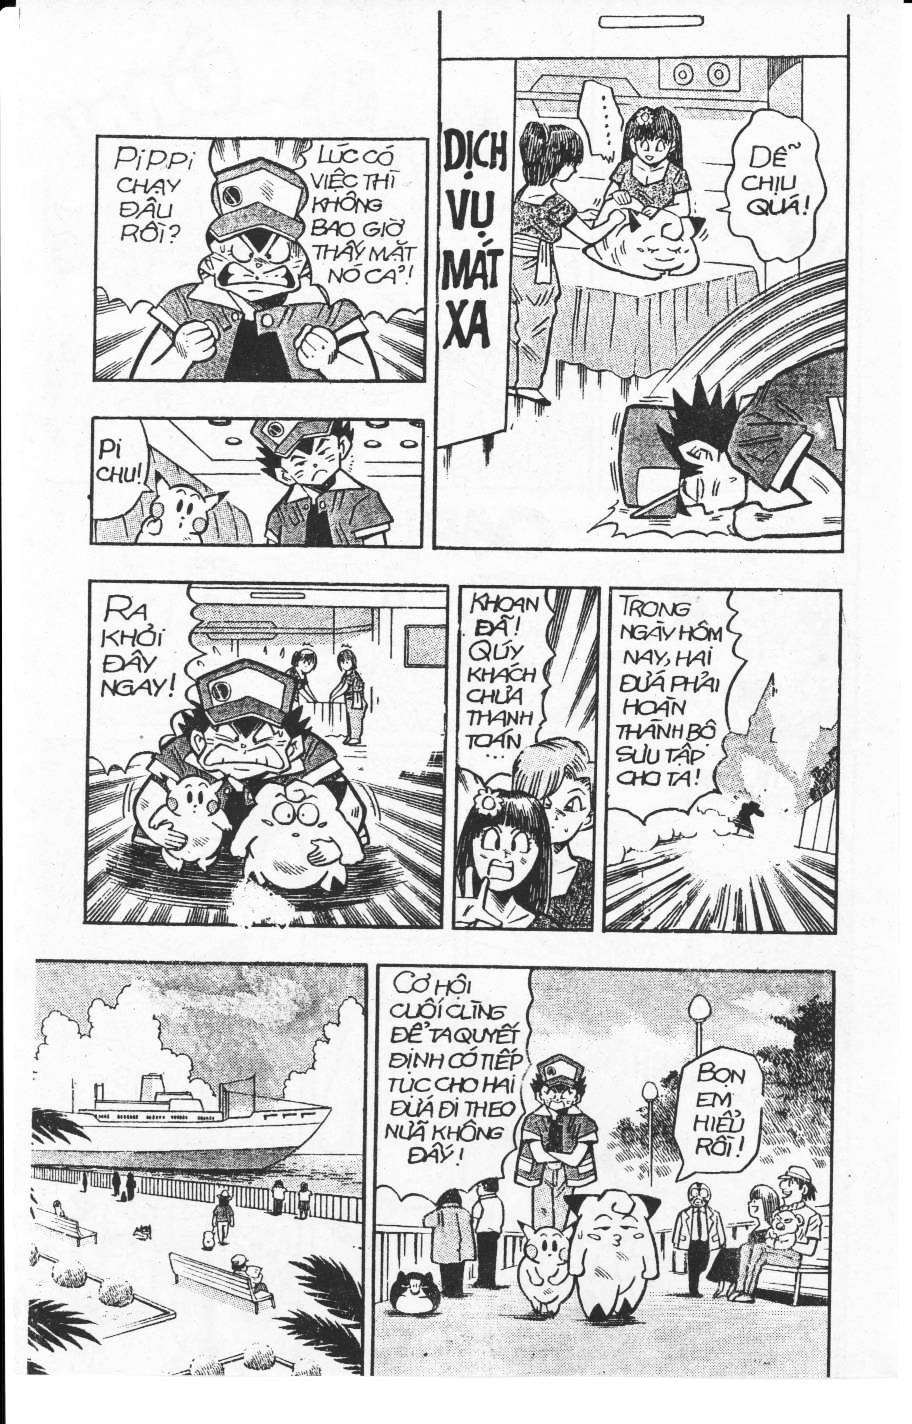 PIPPI
CHẠY
ĐÂU
RỒI?
LÚC CÓ
VIỆC THÌ
KHÔNG
BAO GIỜ
THẤY MẶT
NÓ CẢ!
PI
CHU!
DỊCH
VỤ
MÁT
XA
......
DỄ
CHỊU
QUÁ!
RA
KHỎI
ĐÂY
NGAY!
KHOAN
ĐÃ!
QÚY
KHÁCH
CHƯA
THANH
TOÁN
...
TRONG
NGÀY HÔM
NAY, HAI
ĐỨA PHẢI
HOÀN
THÀNH BỘ
SƯU TẬP
CHO TA!
CƠ HỘI
CUỐI CÙNG
ĐỂ TA QUYẾT
ĐỊNH CÓ TIẾP
TỤC CHO HAI
ĐỨA ĐI THEO
NỮA KHÔNG
ĐẤY!
BỌN
EM
HIỂU
RỒI!